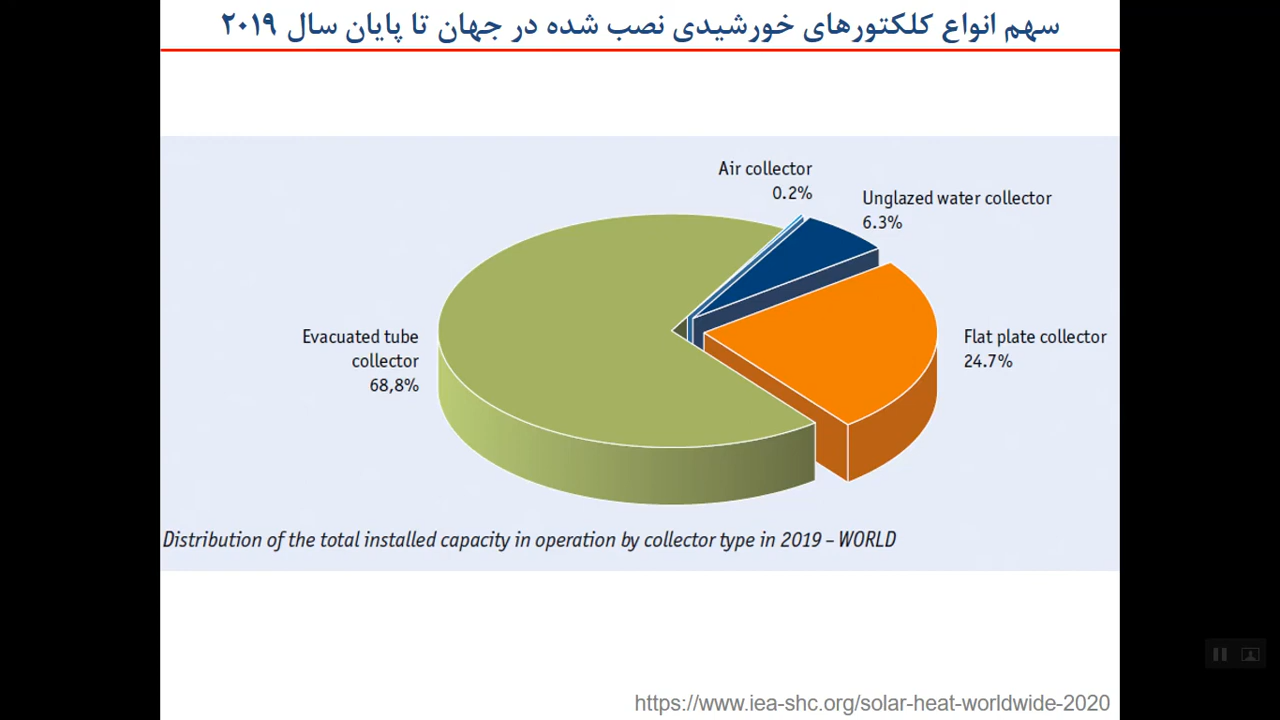 سهم انواع کلکتورهای خورشیدی نصب شده در جهان تا پایان سال ۲۰۱۹
Air collector
0.2%
Unglazed water collector
6.3%
Evacuated tube
collector
68,8%
Flat plate collector
24.7%
Distribution of the total installed capacity in operation by collector type in 2019 – WORLD
https://www.iea-shc.org/solar-heat-worldwide-2020